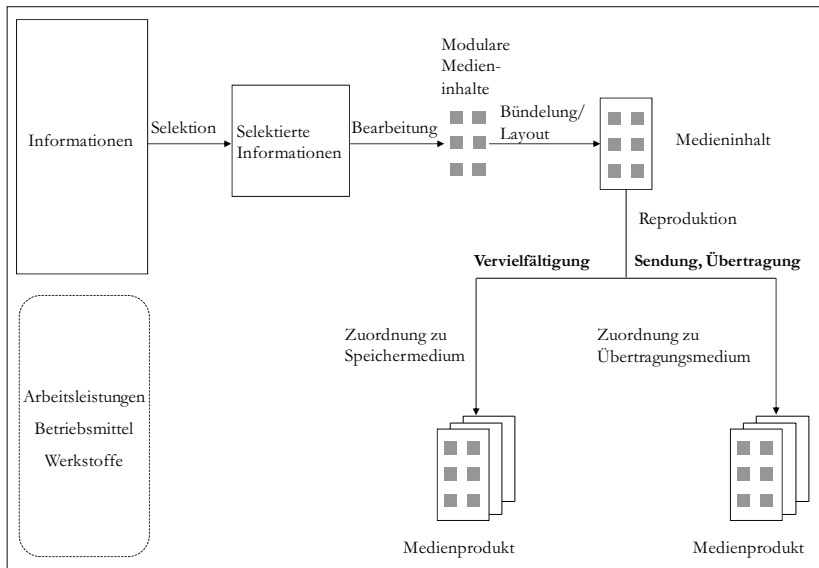 Informationen
Selektion
Selektierte
Informationen
Bearbeitung
Modulare
Medien-
inhalte
Bündelung/
Layout
Medieninhalt
Reproduktion
Vervielfältigung
Sendung, Übertragung
Zuordnung zu
Speichermedium
Zuordnung zu
Übertragungsmedium
Arbeitsleistungen
Betriebsmittel
Werkstoffe
Medienprodukt
Medienprodukt